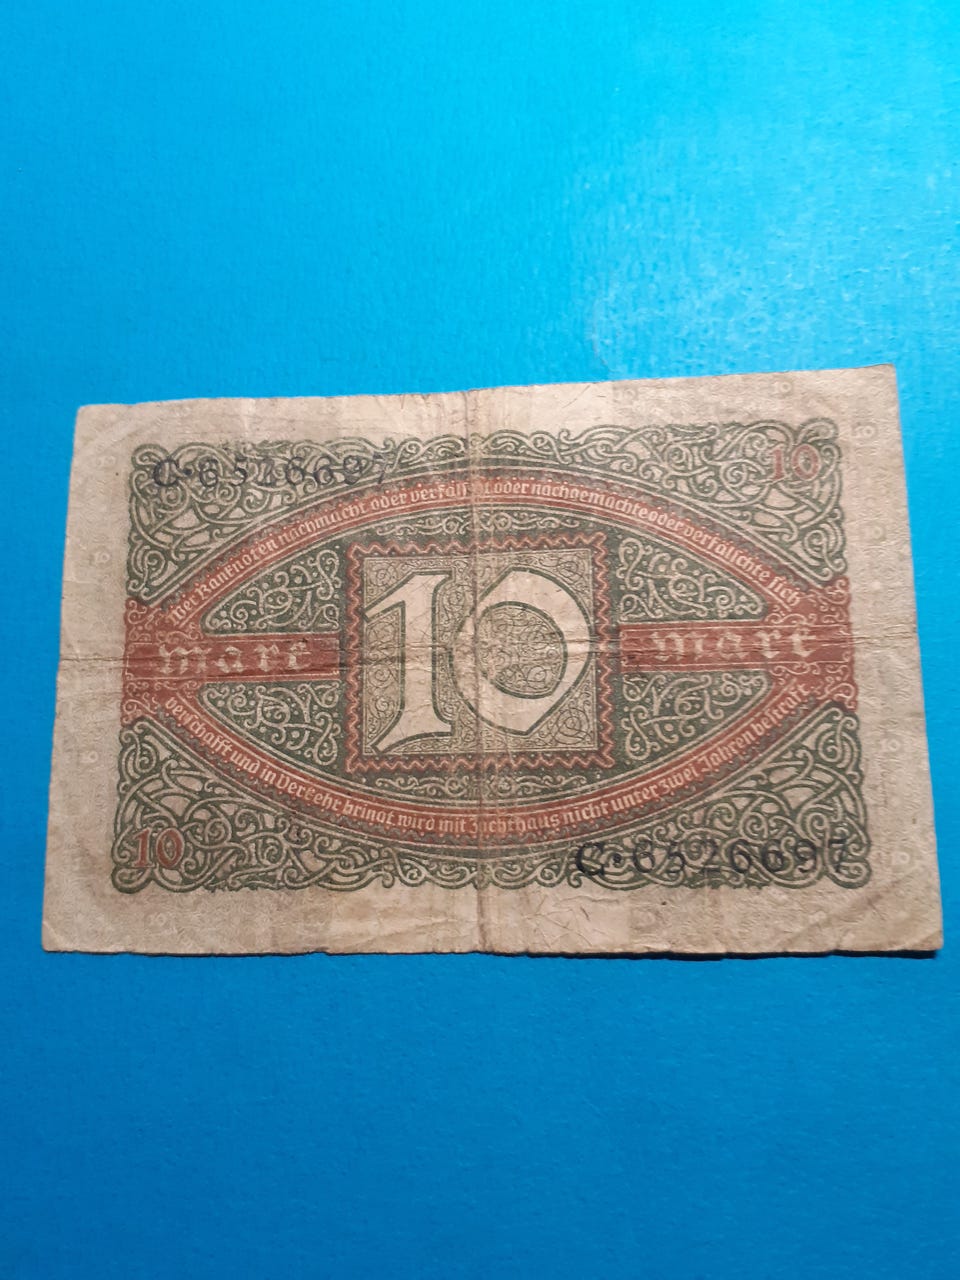 C·6526697
10
Wer Banknoten nachmacht oder verfälscht oder nachgemachte oder verfälschte sich
Mark
10
Mark
verschafft und in Verkehr bringt, wird mit Zuchthaus nicht unter zwei Jahren bestraft
10
C·6526697